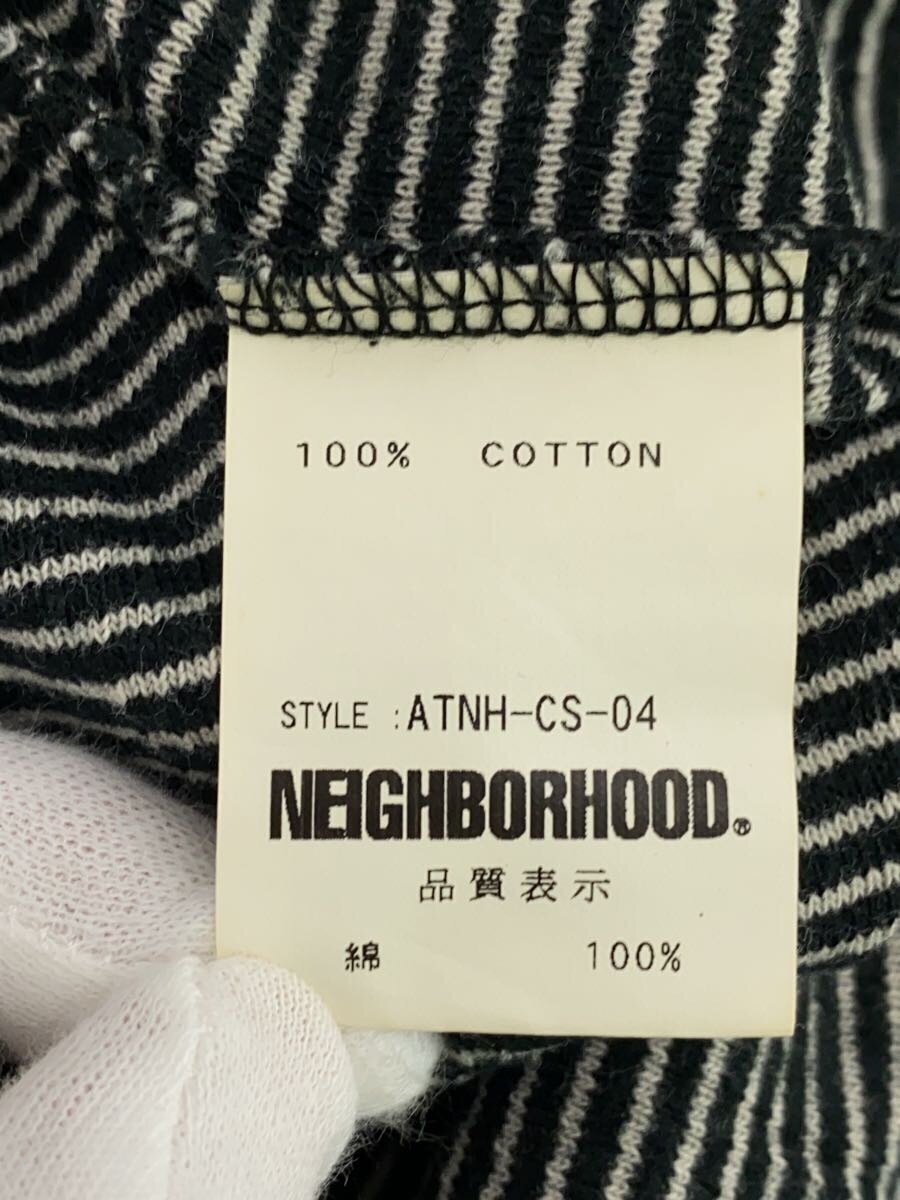 100% COTTON
STYLE :ATNH-CS-04
NEIGHBORHOOD®
品質表示
綿 100%